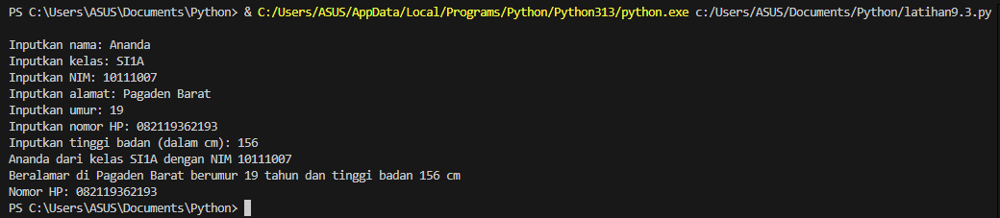 PS C:\Users\ASUS\Documents\Python> & C:/Users/ASUS/AppData/Local/Programs/Python/Python313/python.exe c:/Users/ASUS/Documents/Python/latihan9.3.py
Inputkan nama: Ananda
Inputkan kelas: SI1A
Inputkan NIM: 10111007
Inputkan alamat: Pagaden Barat
Inputkan umur: 19
Inputkan nomor HP: 082119362193
Inputkan tinggi badan (dalam cm): 156
Ananda dari kelas SI1A dengan NIM 10111007
Beralamar di Pagaden Barat berumur 19 tahun dan tinggi badan 156 cm
Nomor HP: 082119362193
PS C:\Users\ASUS\Documents\Python>